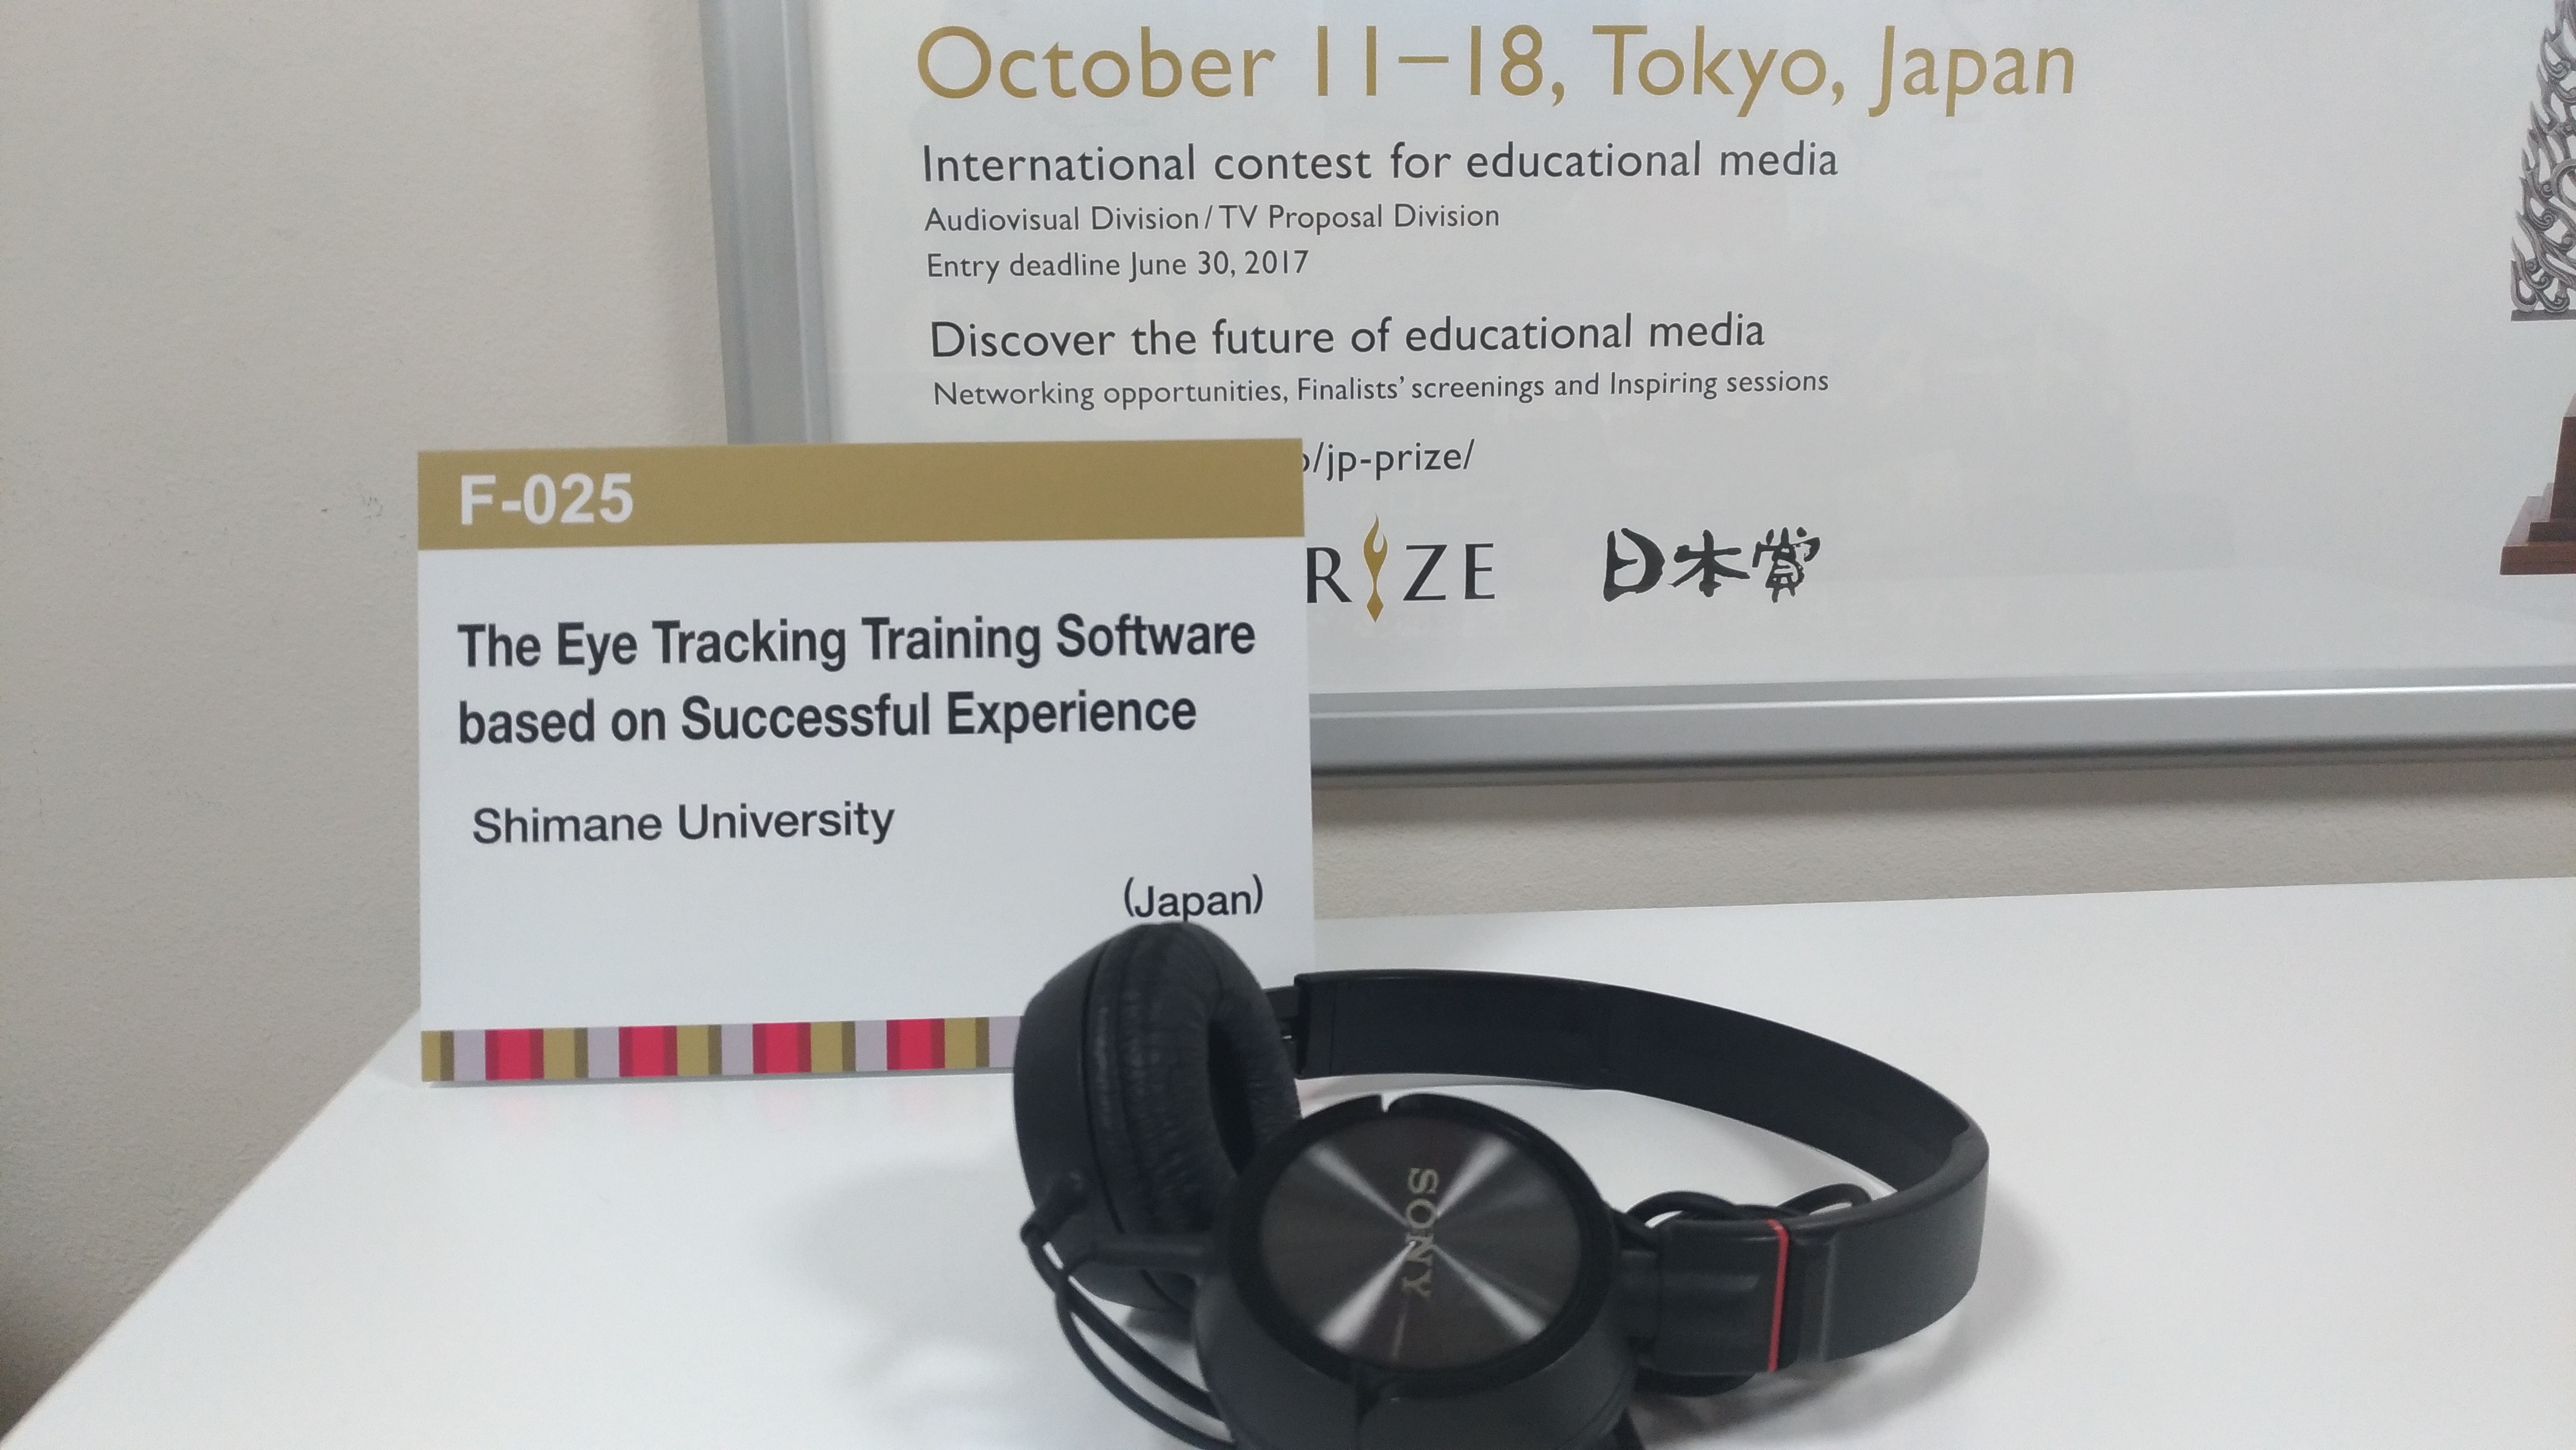 October 11–18, Tokyo, Japan
International contest for educational media
Audiovisual Division/TV Proposal Division
Entry deadline June 30, 2017
Discover the future of educational media
Networking opportunities, Finalists' screenings and Inspiring sessions
/jp-prize/
RIZE 日本賞
F-025
The Eye Tracking Training Software
based on Successful Experience
Shimane University
(Japan)
SONY